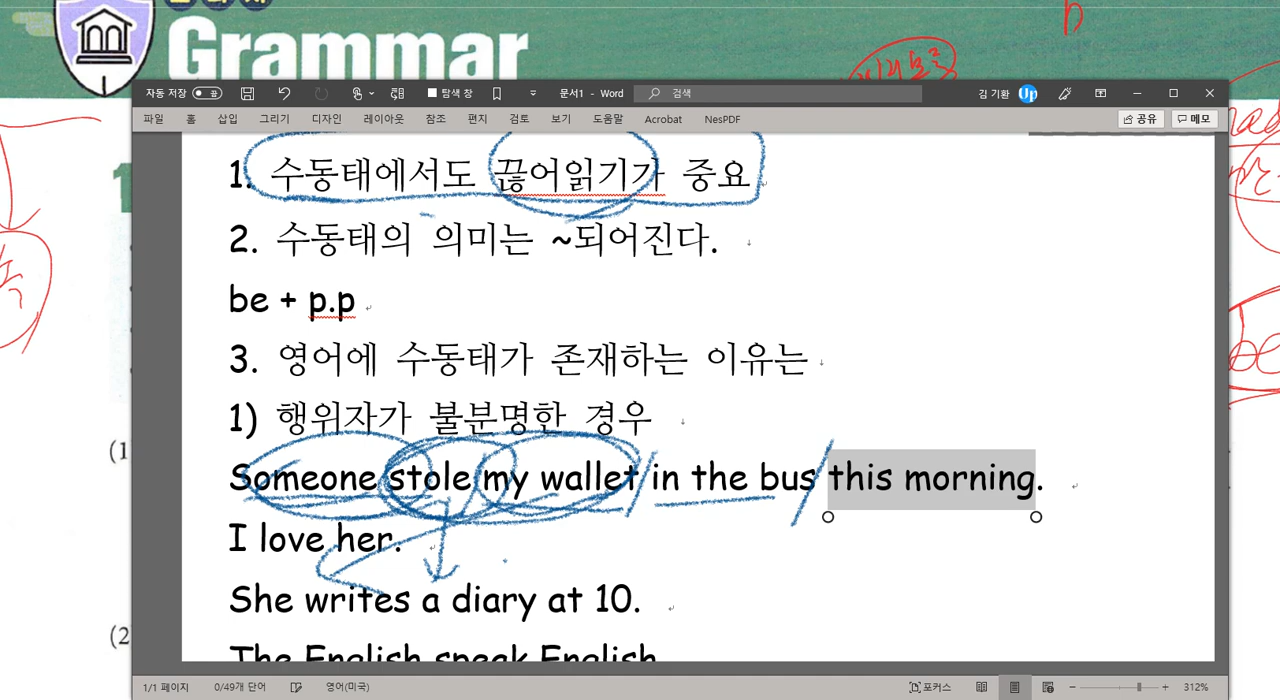 Grammar
자동 저장 문서1 - Word 검색 김 기환 Up
파일 홈 삽입 그리기 디자인 레이아웃 참조 편지 검토 보기 도움말 Acrobat NesPDF 공유 메모
1. 수동태에서도 끊어읽기가 중요
2. 수동태의 의미는 ~되어진다.
be + p.p
3. 영어에 수동태가 존재하는 이유는
1) 행위자가 불분명한 경우
Someone stole my wallet in the bus this morning.
I love her.
She writes a diary at 10.
The English speak English
(1
(2
1/1 페이지 0/49개 단어 영어(미국) 포커스 312%